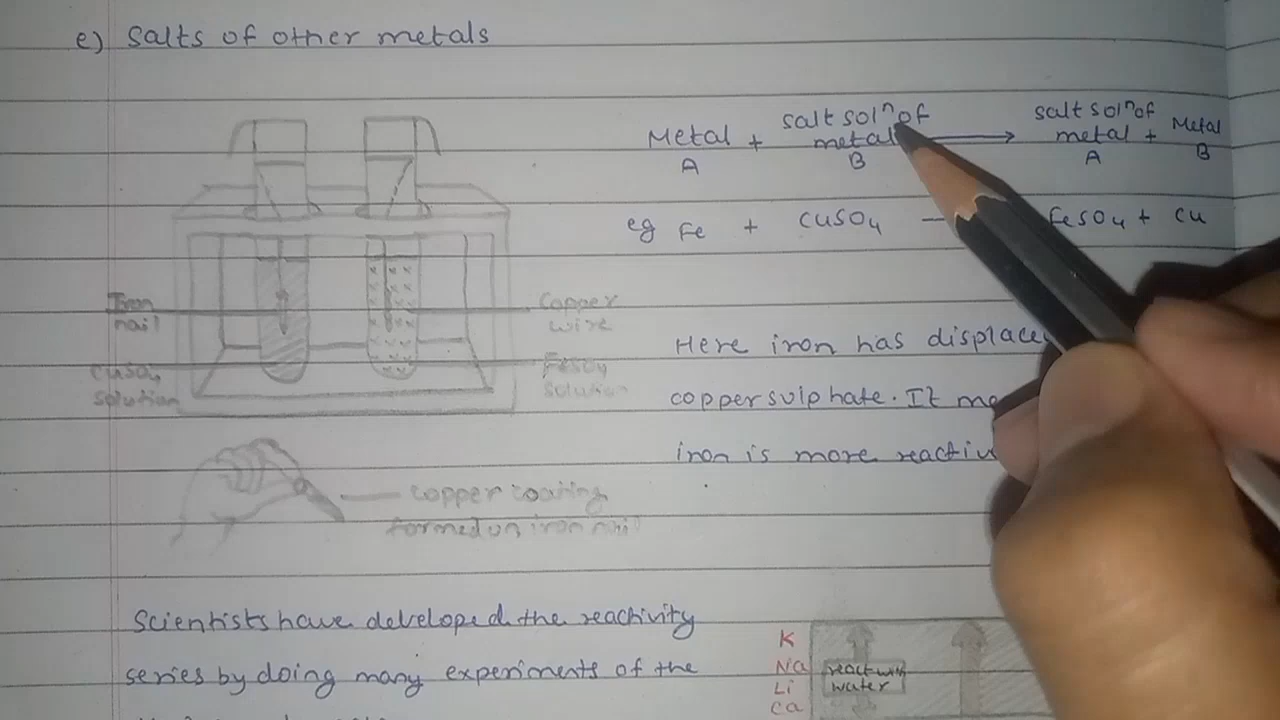 e) Salts of other metals
Metal A + salt solⁿ of metal B → salt solⁿ of metal A + Metal B
eg Fe + CuSO₄ — FeSO₄ + Cu
Iron nail
Copper wire
CuSO₄ solution
FeSO₄ solution
Here iron has
copper sulphate. It
iron is more
copper coating
formed on iron nail
Scientists have developed the reactivity
series by doing many experiments of the
K
Na
Li
Ca
react with
water